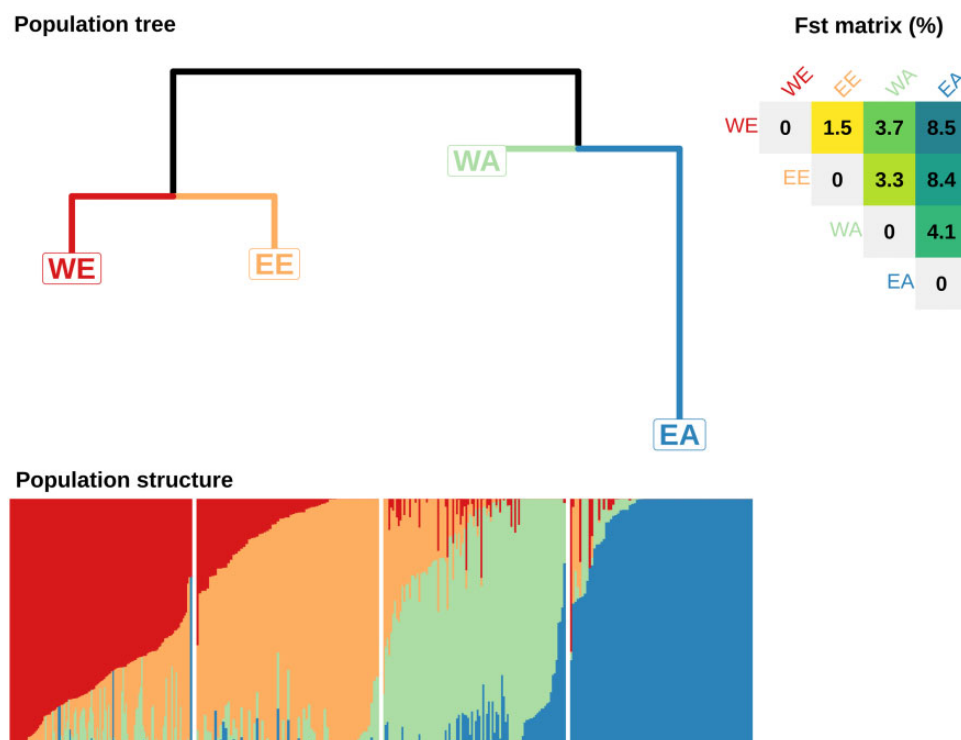 Population tree
WE
EE
WA
EA
Fst matrix (%)
WE EE WA EA
WE 0 1.5 3.7 8.5
EE 0 3.3 8.4
WA 0 4.1
EA 0
Population structure